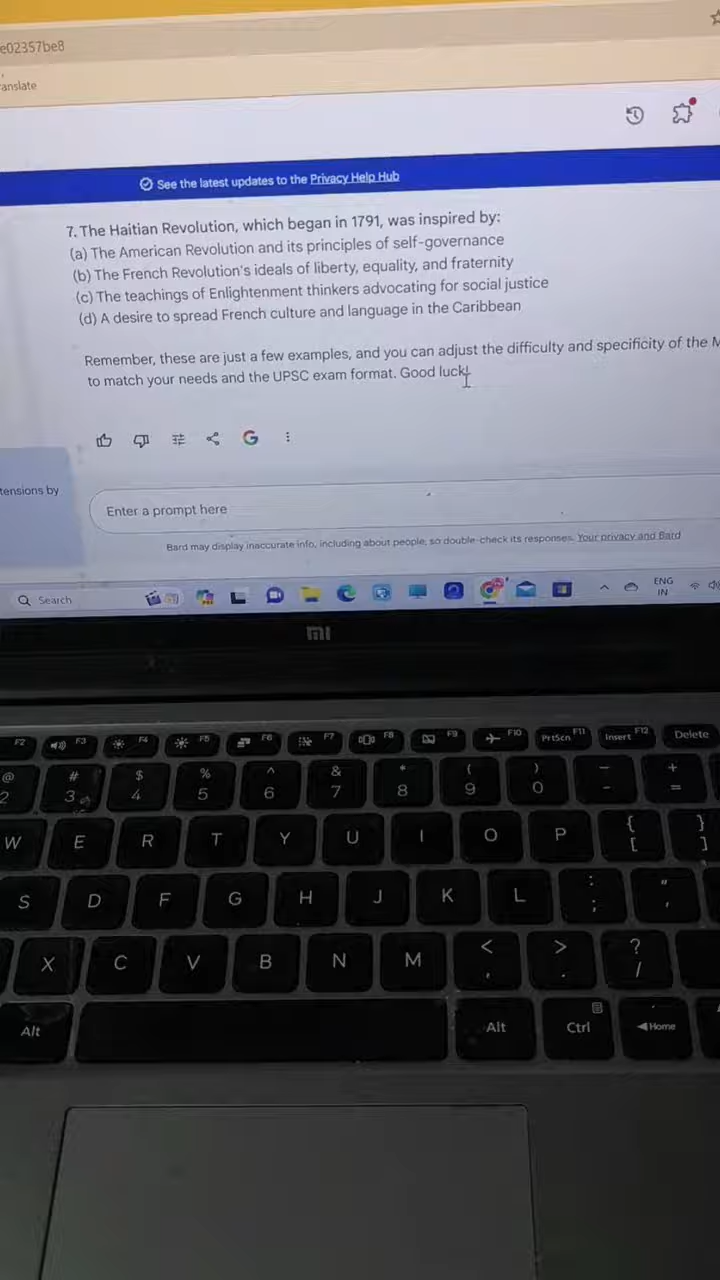 e02357be8
anslate
See the latest updates to the Privacy Help Hub
7. The Haitian Revolution, which began in 1791, was inspired by:
(a) The American Revolution and its principles of self-governance
(b) The French Revolution's ideals of liberty, equality, and fraternity
(c) The teachings of Enlightenment thinkers advocating for social justice
(d) A desire to spread French culture and language in the Caribbean
Remember, these are just a few examples, and you can adjust the difficulty and specificity of the M
to match your needs and the UPSC exam format. Good luck!
tensions by
Enter a prompt here
Bard may display inaccurate info, including about people, so double-check its responses. Your privacy and Bard
Search
ENG
IN
mi
F2 F3 F4 F5 F6 F7 F8 F9 F10 PrtScn F11 Insert F12 Delete
@ # $ % ^ & * ( ) _ +
2 3 4 5 6 7 8 9 0 - =
W E R T Y U I O P { [ } ]
S D F G H J K L : ; " '
X C V B N M < , > . ? /
Alt Alt Ctrl Home